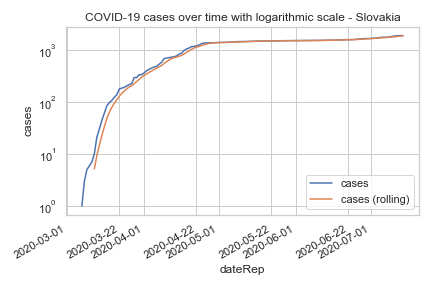 COVID-19 cases over time with logarithmic scale - Slovakia
10³
10²
10¹
10⁰
cases
cases
cases (rolling)
2020-03-01
2020-03-22
2020-04-01
2020-04-22
2020-05-01
2020-05-22
2020-06-01
2020-06-22
2020-07-01
dateRep